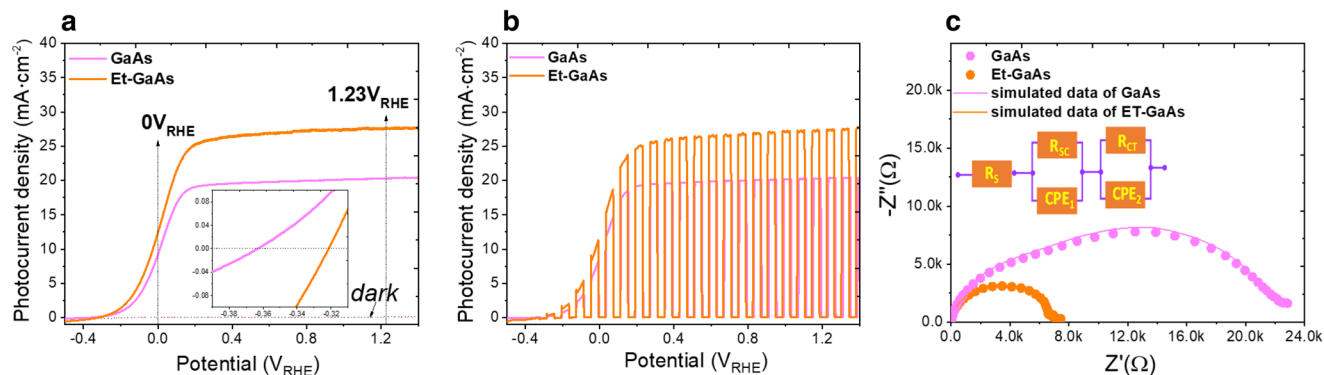 a
40
35
30
25
20
15
10
5
0
Photocurrent density (mA·cm⁻²)
GaAs
Et-GaAs
0V_RHE
1.23V_RHE
0.08
0.04
0.00
-0.04
-0.08
-0.38 -0.36 -0.34 -0.32
dark
-0.4 0.0 0.4 0.8 1.2
Potential (V_RHE)
b
40
35
30
25
20
15
10
5
0
Photocurrent density (mA·cm⁻²)
GaAs
Et-GaAs
-0.4 0.0 0.4 0.8 1.2
Potential (V_RHE)
c
20.0k
15.0k
10.0k
5.0k
0.0
-Z"(Ω)
GaAs
Et-GaAs
simulated data of GaAs
simulated data of ET-GaAs
R_S
R_SC
CPE₁
R_CT
CPE₂
0.0 4.0k 8.0k 12.0k 16.0k 20.0k 24.0k
Z'(Ω)